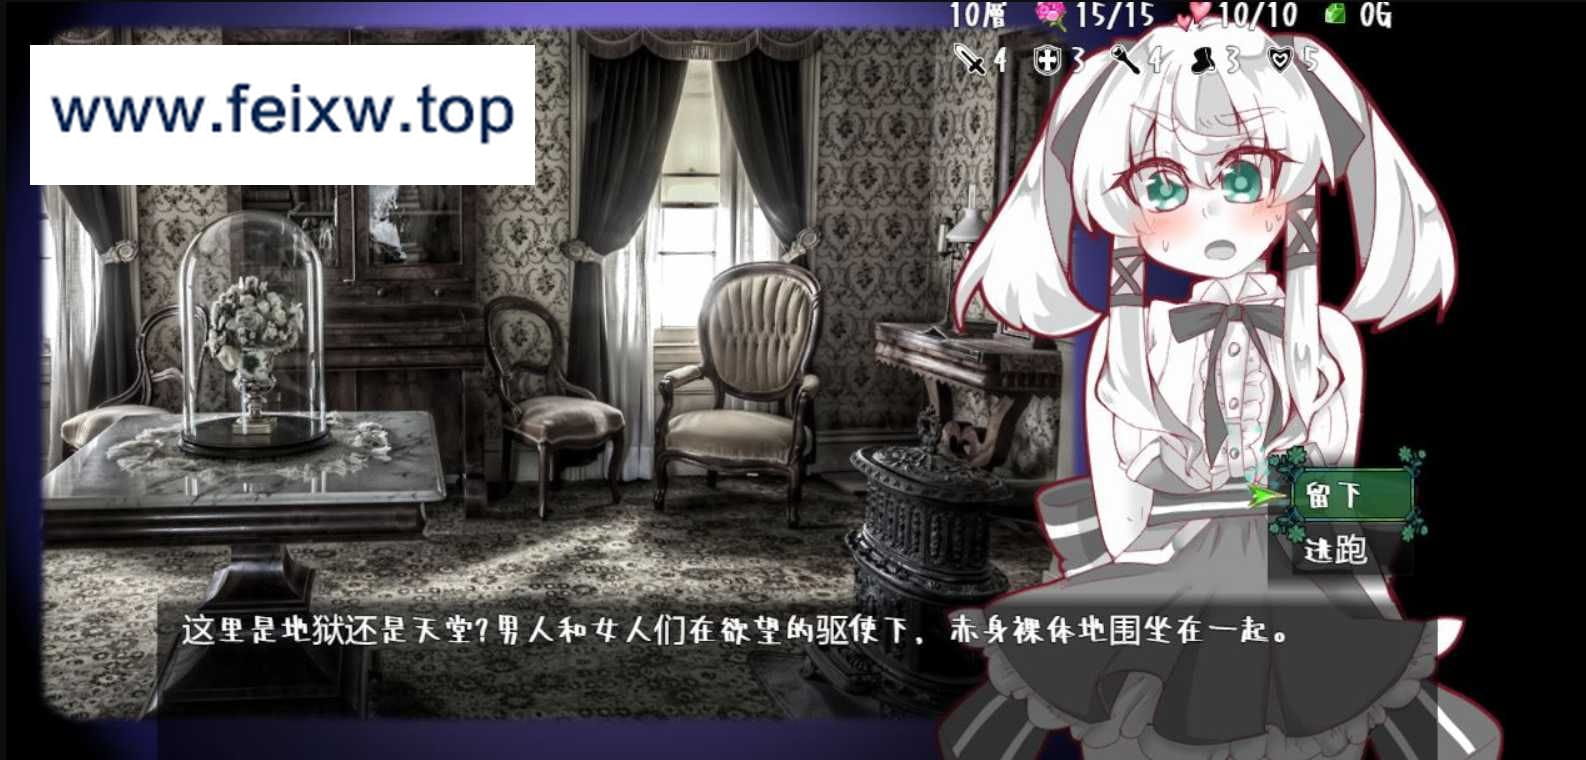 10層 15/15 10/10 0G
4 3 4 3 5
www.feixw.top
留下
逃跑
这里是地狱还是天堂?男人和女人们在欲望的驱使下，赤身裸体地围坐在一起。